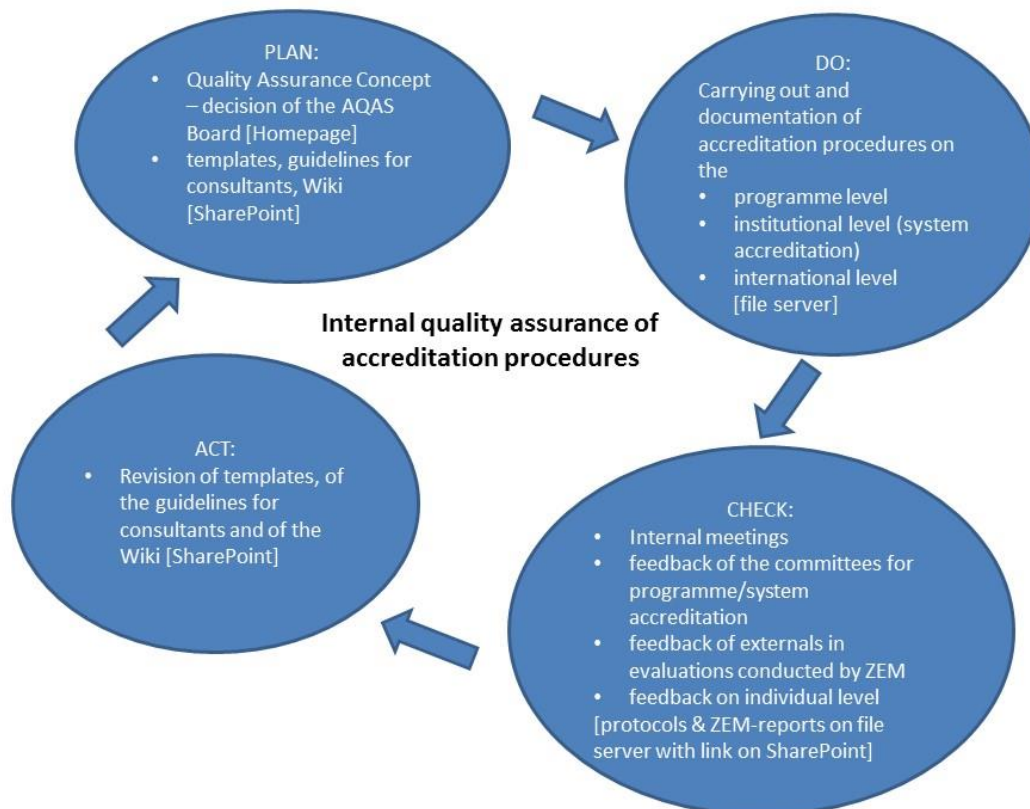 PLAN:
• Quality Assurance Concept
– decision of the AQAS
Board [Homepage]
• templates, guidelines for
consultants, Wiki
[SharePoint]
DO:
Carrying out and
documentation of
accreditation procedures on
the
• programme level
• institutional level (system
accreditation)
• international level
[file server]
Internal quality assurance of
accreditation procedures
CHECK:
• Internal meetings
• feedback of the committees for
programme/system
accreditation
• feedback of externals in
evaluations conducted by ZEM
• feedback on individual level
[protocols & ZEM-reports on file
server with link on SharePoint]
ACT:
• Revision of templates, of
the guidelines for
consultants and of the
Wiki [SharePoint]